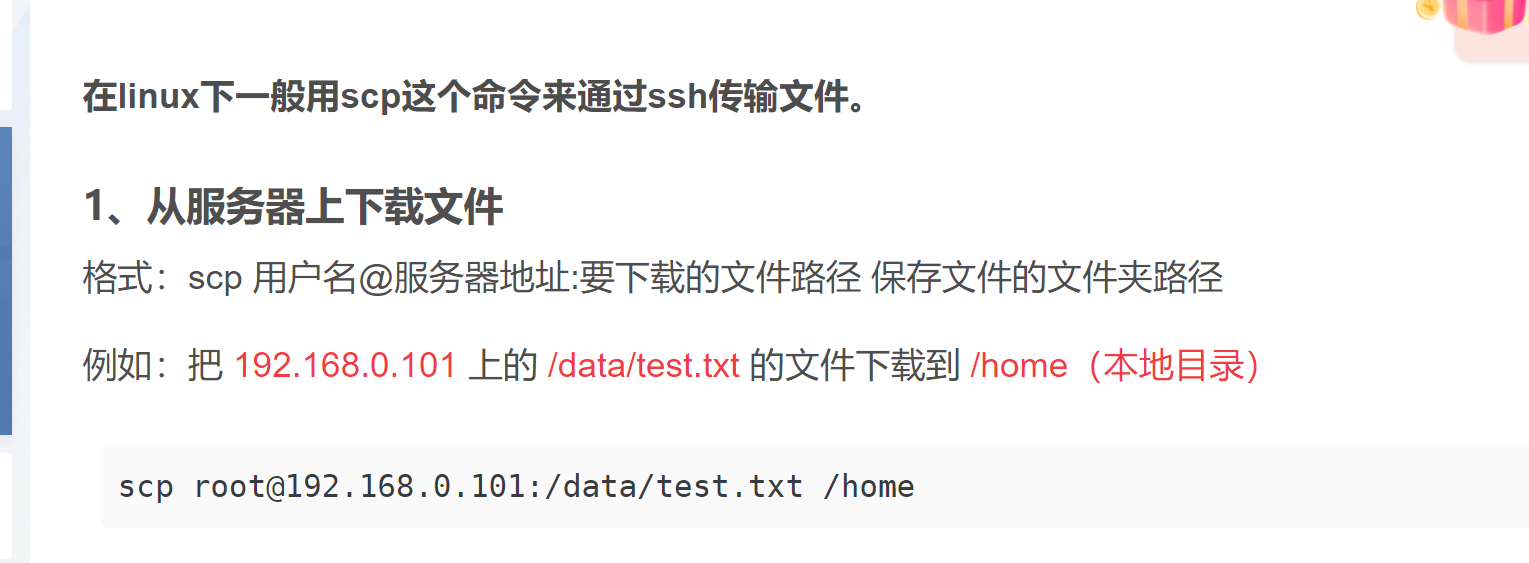 在linux下一般用scp这个命令来通过ssh传输文件。
1、从服务器上下载文件
格式：scp 用户名@服务器地址:要下载的文件路径 保存文件的文件夹路径
例如：把 192.168.0.101 上的 /data/test.txt 的文件下载到 /home（本地目录）
scp root@192.168.0.101:/data/test.txt /home